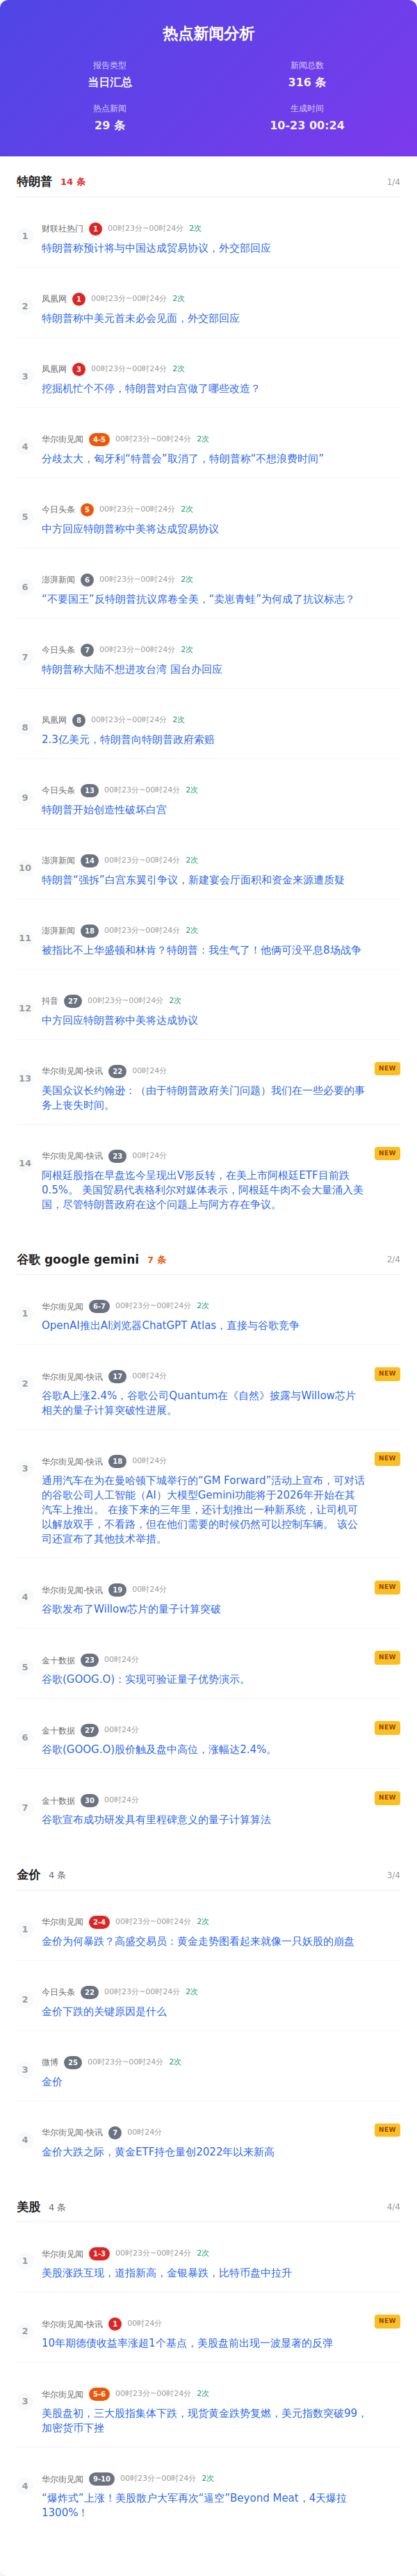 热点新闻分析
报告类型
当日汇总
新闻总数
316 条
热点新闻
29 条
生成时间
10-23 00:24
特朗普 14 条 1/4
1
财联社热门 1 00时23分~00时24分 2次
特朗普称预计将与中国达成贸易协议，外交部回应
2
凤凰网 1 00时23分~00时24分 2次
特朗普称中美元首未必会见面，外交部回应
3
凤凰网 3 00时23分~00时24分 2次
挖掘机忙个不停，特朗普对白宫做了哪些改造？
4
华尔街见闻 4-5 00时23分~00时24分 2次
分歧太大，匈牙利“特普会”取消了，特朗普称“不想浪费时间”
5
今日头条 5 00时23分~00时24分 2次
中方回应特朗普称中美将达成贸易协议
6
澎湃新闻 6 00时23分~00时24分 2次
“不要国王”反特朗普抗议席卷全美，“卖崽青蛙”为何成了抗议标志？
7
今日头条 7 00时23分~00时24分 2次
特朗普称大陆不想进攻台湾 国台办回应
8
凤凰网 8 00时23分~00时24分 2次
2.3亿美元，特朗普向特朗普政府索赔
9
今日头条 13 00时23分~00时24分 2次
特朗普开始创造性破坏白宫
10
澎湃新闻 14 00时23分~00时24分 2次
特朗普“强拆”白宫东翼引争议，新建宴会厅面积和资金来源遭质疑
11
澎湃新闻 18 00时23分~00时24分 2次
被指比不上华盛顿和林肯？特朗普：我生气了！他俩可没平息8场战争
12
抖音 27 00时23分~00时24分 2次
中方回应特朗普称中美将达成协议
13
华尔街见闻-快讯 22 00时24分 NEW
美国众议长约翰逊：（由于特朗普政府关门问题）我们在一些必要的事
务上丧失时间。
14
华尔街见闻-快讯 23 00时24分 NEW
阿根廷股指在早盘迄今呈现出V形反转，在美上市阿根廷ETF目前跌
0.5%。 美国贸易代表格利尔对媒体表示，阿根廷牛肉不会大量涌入美
国，尽管特朗普政府在这个问题上与阿方存在争议。
谷歌 google gemini 7 条 2/4
1
华尔街见闻 6-7 00时23分~00时24分 2次
OpenAI推出AI浏览器ChatGPT Atlas，直接与谷歌竞争
2
华尔街见闻-快讯 17 00时24分 NEW
谷歌A上涨2.4%，谷歌公司Quantum在《自然》披露与Willow芯片
相关的量子计算突破性进展。
3
华尔街见闻-快讯 18 00时24分 NEW
通用汽车在为在曼哈顿下城举行的“GM Forward”活动上宣布，可对话
的谷歌公司人工智能（AI）大模型Gemini功能将于2026年开始在其
汽车上推出。 在接下来的三年里，还计划推出一种新系统，让司机可
以解放双手，不看路，但在他们需要的时候仍然可以控制车辆。 该公
司还宣布了其他技术举措。
4
华尔街见闻-快讯 19 00时24分 NEW
谷歌发布了Willow芯片的量子计算突破
5
金十数据 23 00时24分 NEW
谷歌(GOOG.O)：实现可验证量子优势演示。
6
金十数据 27 00时24分 NEW
谷歌(GOOG.O)股价触及盘中高位，涨幅达2.4%。
7
金十数据 30 00时24分 NEW
谷歌宣布成功研发具有里程碑意义的量子计算算法
金价 4 条 3/4
1
华尔街见闻 2-4 00时23分~00时24分 2次
金价为何暴跌？高盛交易员：黄金走势图看起来就像一只妖股的崩盘
2
今日头条 22 00时23分~00时24分 2次
金价下跌的关键原因是什么
3
微博 25 00时23分~00时24分 2次
金价
4
华尔街见闻-快讯 7 00时24分 NEW
金价大跌之际，黄金ETF持仓量创2022年以来新高
美股 4 条 4/4
1
华尔街见闻 1-3 00时23分~00时24分 2次
美股涨跌互现，道指新高，金银暴跌，比特币盘中拉升
2
华尔街见闻-快讯 1 00时24分 NEW
10年期德债收益率涨超1个基点，美股盘前出现一波显著的反弹
3
华尔街见闻 5-6 00时23分~00时24分 2次
美股盘初，三大股指集体下跌，现货黄金跌势复燃，美元指数突破99，
加密货币下挫
4
华尔街见闻 9-10 00时23分~00时24分 2次
“爆炸式”上涨！美股散户大军再次“逼空”Beyond Meat，4天爆拉
1300%！